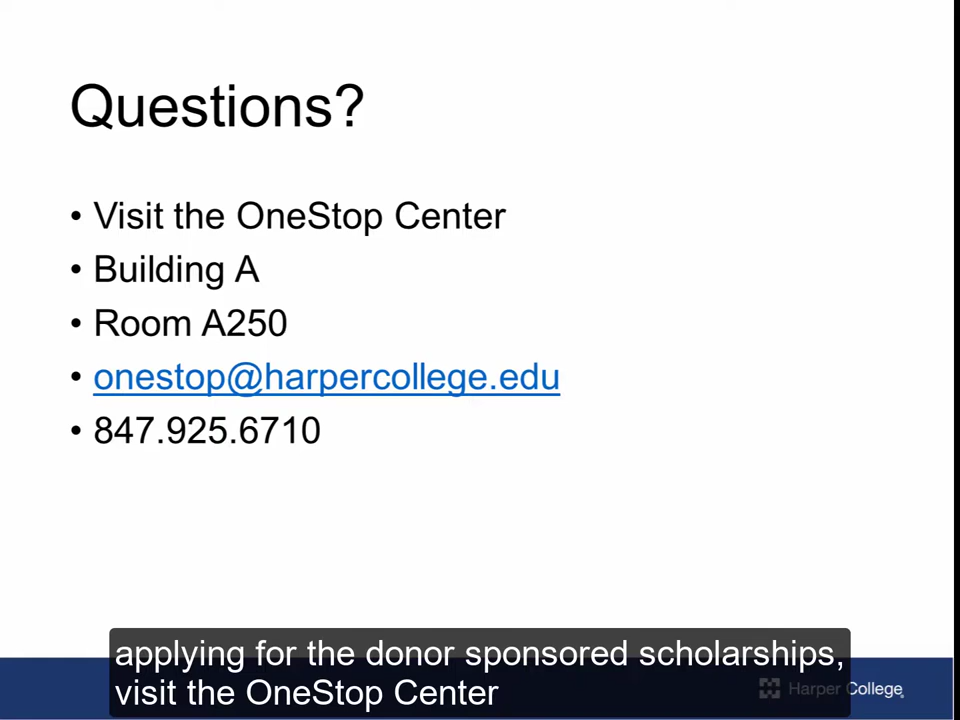 Questions?
• Visit the OneStop Center
• Building A
• Room A250
• onestop@harpercollege.edu
• 847.925.6710
applying for the donor sponsored scholarships,
visit the OneStop Center
Harper College